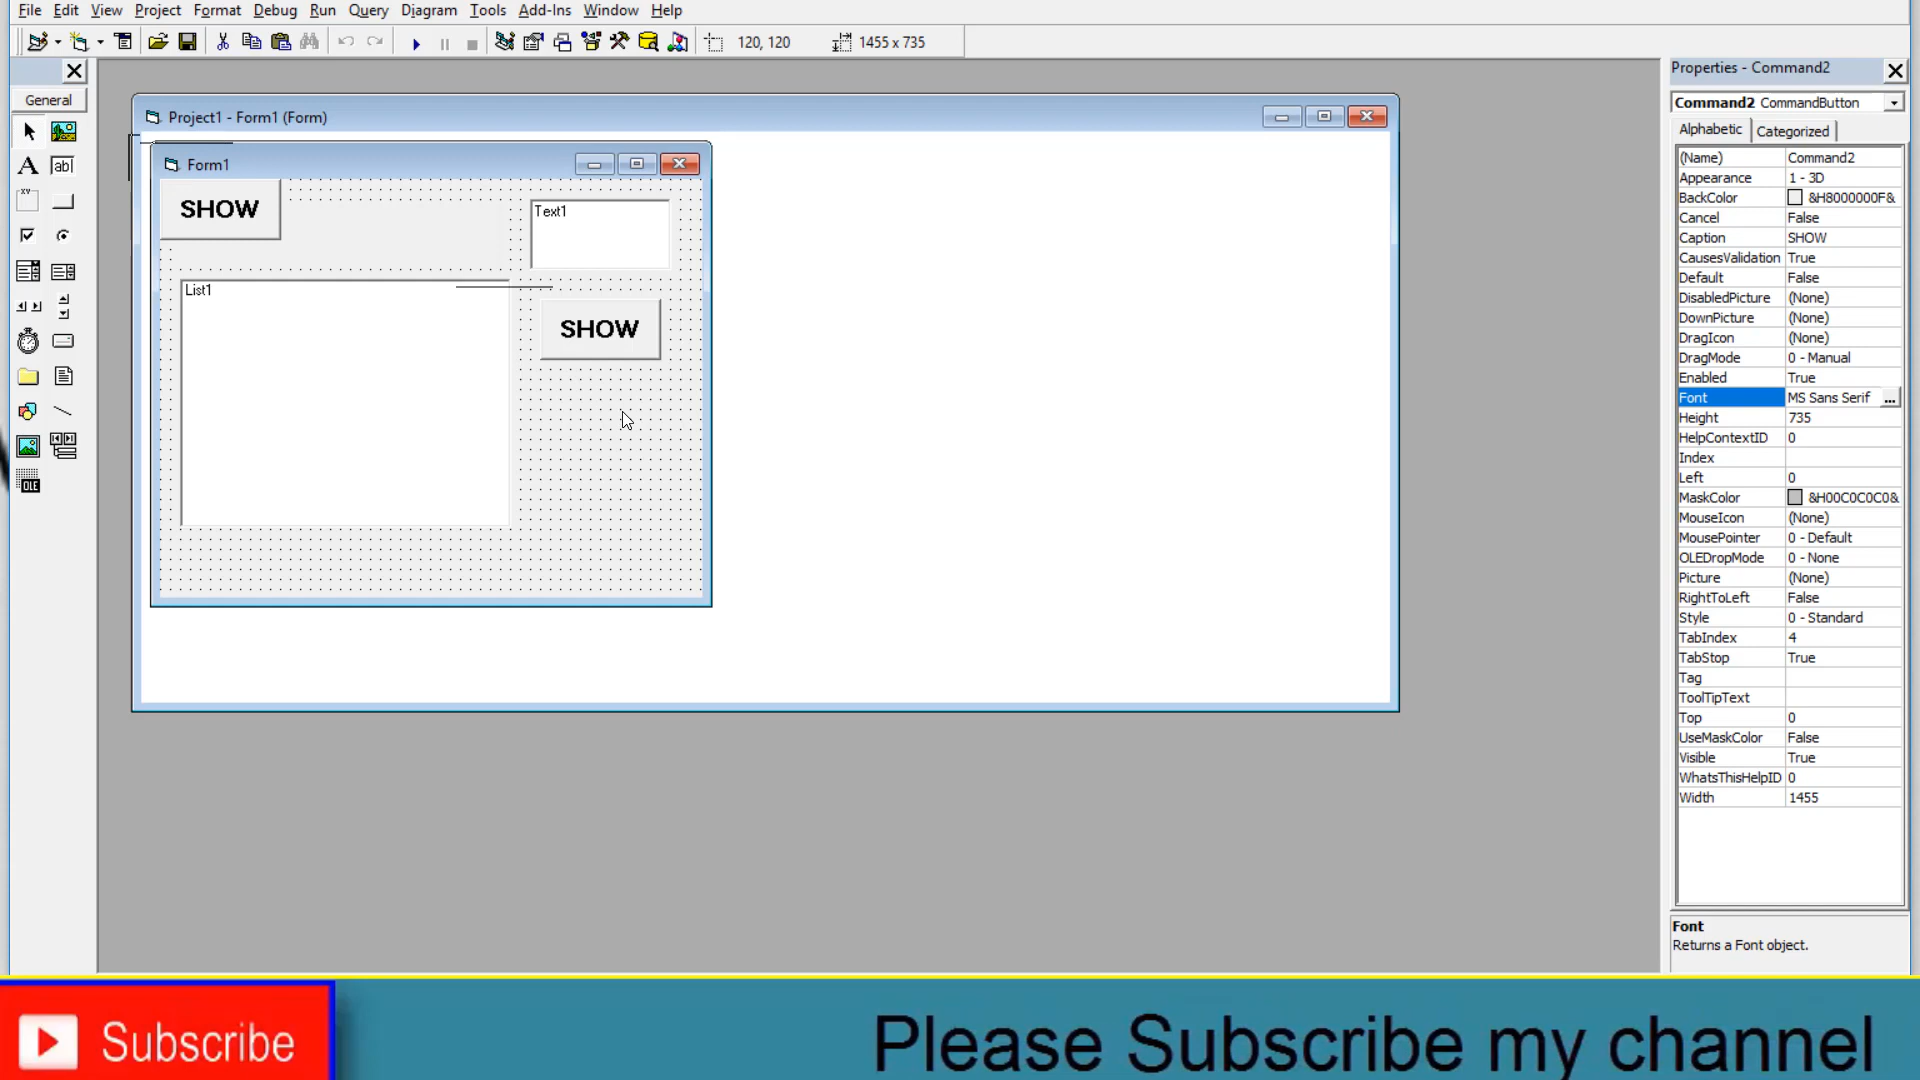 File Edit View Project Format Debug Run Query Diagram Tools Add-Ins Window Help
120, 120 1455 x 735
General
Project1 - Form1 (Form)
Form1
SHOW
Text1
List1
SHOW
Properties - Command2
Command2 CommandButton
Alphabetic Categorized
(Name) Command2
Appearance 1 - 3D
BackColor &H8000000F&
Cancel False
Caption SHOW
CausesValidation True
Default False
DisabledPicture (None)
DownPicture (None)
DragIcon (None)
DragMode 0 - Manual
Enabled True
Font MS Sans Serif ...
Height 735
HelpContextID 0
Index
Left 0
MaskColor &H00C0C0C0&
MouseIcon (None)
MousePointer 0 - Default
OLEDropMode 0 - None
Picture (None)
RightToLeft False
Style 0 - Standard
TabIndex 4
TabStop True
Tag
ToolTipText
Top 0
UseMaskColor False
Visible True
WhatsThisHelpID 0
Width 1455
Font
Returns a Font object.
A ab|
XY
OLE
Subscribe
Please Subscribe my channel